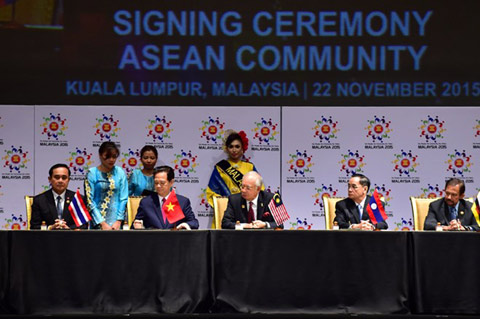 SIGNING CEREMONY
ASEAN COMMUNITY
KUALA LUMPUR, MALAYSIA | 22 NOVEMBER 2015